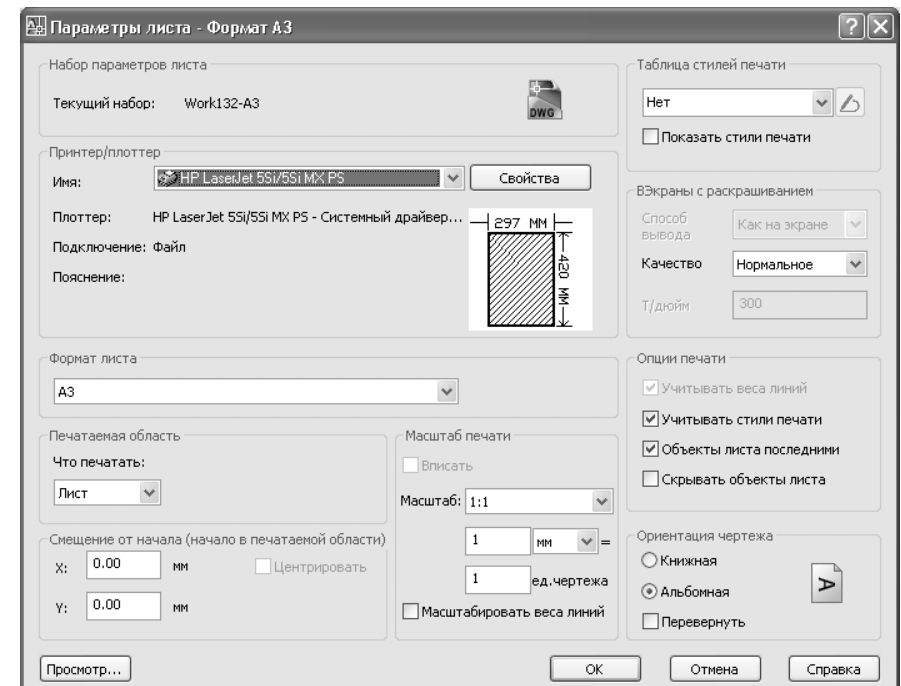 Параметры листа - Формат А3
Набор параметров листа
Текущий набор: Work132-А3
DWG
Таблица стилей печати
Нет
Показать стили печати
Принтер/плоттер
Имя: HP LaserJet 5Si/5Si MX PS Свойства
Плоттер: HP LaserJet 5Si/5Si MX PS - Системный драйвер...
Подключение: Файл
Пояснение:
297 MM
420 MM
ВЭкраны с раскрашиванием
Способ вывода Как на экране
Качество Нормальное
Т/дюйм 300
Формат листа
А3
Опции печати
Учитывать веса линий
Учитывать стили печати
Объекты листа последними
Скрывать объекты листа
Печатаемая область
Что печатать:
Лист
Масштаб печати
Вписать
Масштаб: 1:1
1 мм =
1 ед.чертежа
Масштабировать веса линий
Смещение от начала (начало в печатаемой области)
X: 0.00 мм Центрировать
Y: 0.00 мм
Ориентация чертежа
Книжная
Альбомная
Перевернуть
A
Просмотр... ОК Отмена Справка